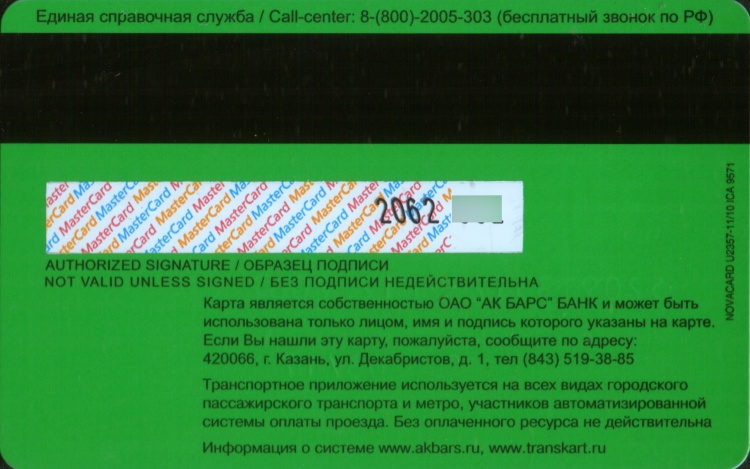 Единая справочная служба / Call-center: 8-(800)-2005-303 (бесплатный звонок по РФ)
MasterCard MasterCard MasterCard MasterCard
2062
AUTHORIZED SIGNATURE / ОБРАЗЕЦ ПОДПИСИ
NOT VALID UNLESS SIGNED / БЕЗ ПОДПИСИ НЕДЕЙСТВИТЕЛЬНА
NOVACARD U2357-11/10 ICA 9571
Карта является собственностью ОАО "АК БАРС" БАНК и может быть
использована только лицом, имя и подпись которого указаны на карте.
Если Вы нашли эту карту, пожалуйста, сообщите по адресу:
420066, г. Казань, ул. Декабристов, д. 1, тел (843) 519-38-85
Транспортное приложение используется на всех видах городского
пассажирского транспорта и метро, участников автоматизированной
системы оплаты проезда. Без оплаченного ресурса не действительна
Информация о системе www.akbars.ru, www.transkart.ru